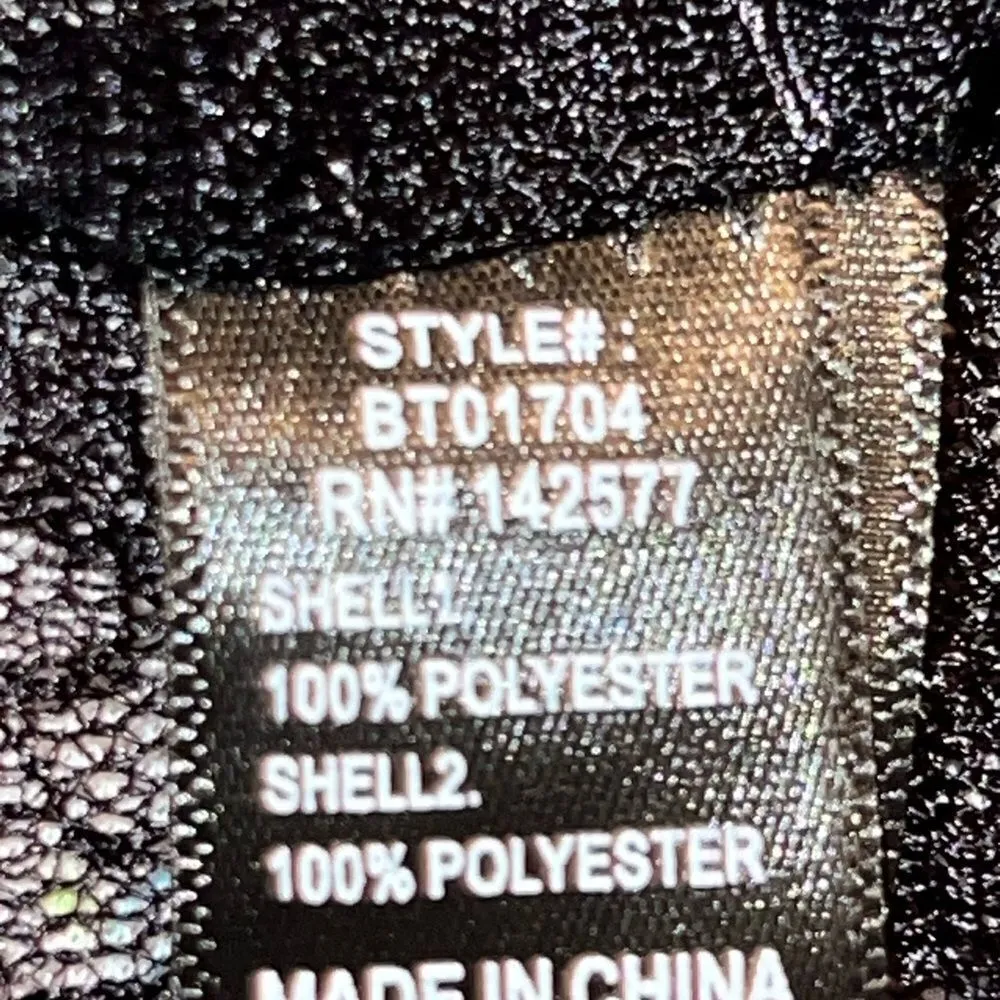 STYLE# :
BT01704
RN# 142577
SHELL1.
100% POLYESTER
SHELL2.
100% POLYESTER
MADE IN CHINA